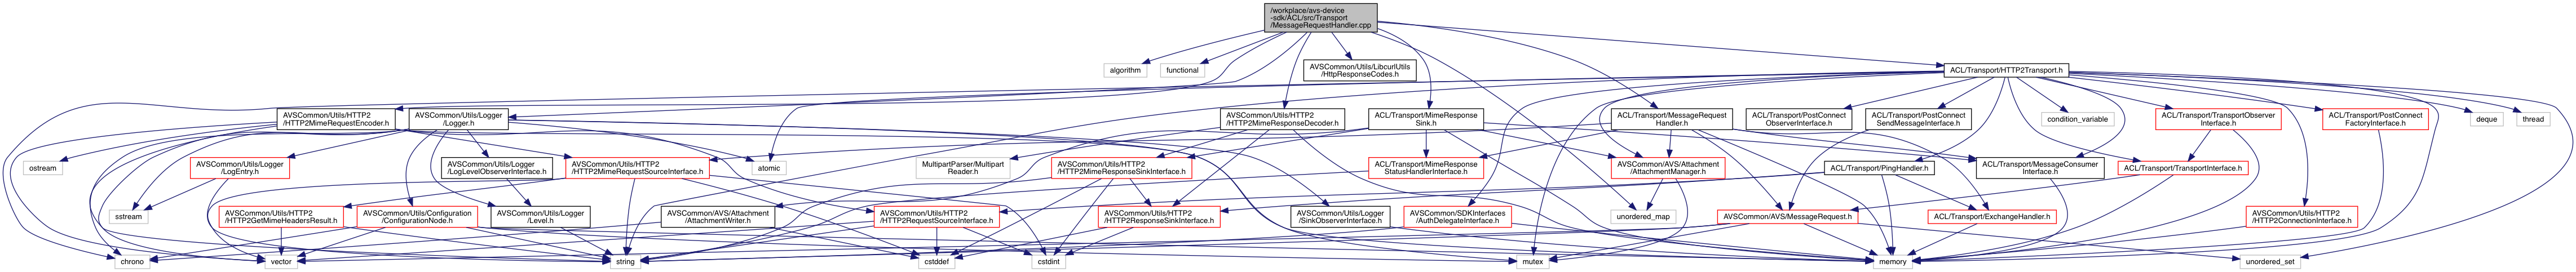 /workplace/avs-device
-sdk/ACL/src/Transport
/MessageRequestHandler.cpp
algorithm
functional
AVSCommon/Utils/LibcurlUtils
/HttpResponseCodes.h
ACL/Transport/HTTP2Transport.h
AVSCommon/Utils/HTTP2
/HTTP2MimeRequestEncoder.h
AVSCommon/Utils/Logger
/Logger.h
AVSCommon/Utils/HTTP2
/HTTP2MimeResponseDecoder.h
ACL/Transport/MimeResponse
Sink.h
ACL/Transport/MessageRequest
Handler.h
ACL/Transport/PostConnect
ObserverInterface.h
ACL/Transport/PostConnect
SendMessageInterface.h
condition_variable
ACL/Transport/TransportObserver
Interface.h
ACL/Transport/PostConnect
FactoryInterface.h
deque
thread
ostream
AVSCommon/Utils/Logger
/LogEntry.h
AVSCommon/Utils/Logger
/LogLevelObserverInterface.h
AVSCommon/Utils/HTTP2
/HTTP2MimeRequestSourceInterface.h
atomic
MultipartParser/Multipart
Reader.h
AVSCommon/Utils/HTTP2
/HTTP2MimeResponseSinkInterface.h
ACL/Transport/MimeResponse
StatusHandlerInterface.h
AVSCommon/AVS/Attachment
/AttachmentManager.h
ACL/Transport/PingHandler.h
ACL/Transport/MessageConsumer
Interface.h
ACL/Transport/TransportInterface.h
sstream
AVSCommon/Utils/HTTP2
/HTTP2GetMimeHeadersResult.h
AVSCommon/Utils/Configuration
/ConfigurationNode.h
AVSCommon/Utils/Logger
/Level.h
AVSCommon/AVS/Attachment
/AttachmentWriter.h
AVSCommon/Utils/HTTP2
/HTTP2RequestSourceInterface.h
AVSCommon/Utils/HTTP2
/HTTP2ResponseSinkInterface.h
AVSCommon/Utils/Logger
/SinkObserverInterface.h
AVSCommon/SDKInterfaces
/AuthDelegateInterface.h
unordered_map
AVSCommon/AVS/MessageRequest.h
ACL/Transport/ExchangeHandler.h
AVSCommon/Utils/HTTP2
/HTTP2ConnectionInterface.h
chrono
vector
string
cstddef
cstdint
mutex
memory
unordered_set